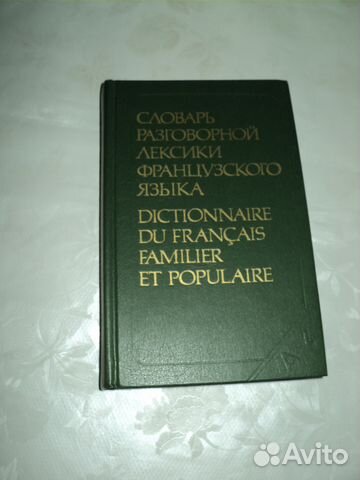 СЛОВАРЬ
РАЗГОВОРНОЙ
ЛЕКСИКИ
ФРАНЦУЗСКОГО
ЯЗЫКА
DICTIONNAIRE
DU FRANÇAIS
FAMILIER
ET POPULAIRE
Avito